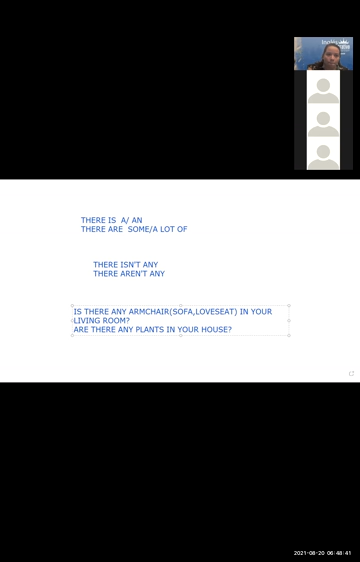 THERE IS A/ AN
THERE ARE SOME/A LOT OF
THERE ISN'T ANY
THERE AREN'T ANY
IS THERE ANY ARMCHAIR(SOFA,LOVESEAT) IN YOUR
LIVING ROOM?
ARE THERE ANY PLANTS IN YOUR HOUSE?
2021-08-20 06:48:41